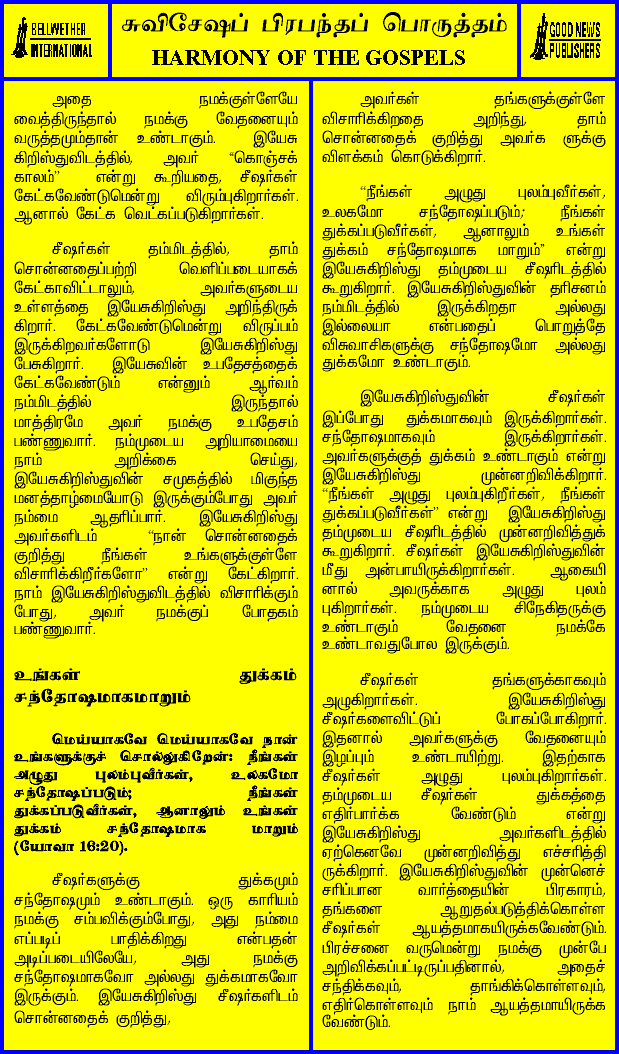 BELLWETHER
INTERNATIONAL
சுவிசேஷப் பிரபந்தப் பொருத்தம்
HARMONY OF THE GOSPELS
GOOD NEWS
PUBLISHERS
அதை நமக்குள்ளேயே
வைத்திருந்தால் நமக்கு வேதனையும்
வருத்தமும்தான் உண்டாகும். இயேசு
கிறிஸ்துவிடத்தில், அவர் “கொஞ்சக்
காலம்” என்று கூறியதை, சீஷர்கள்
கேட்கவேண்டுமென்று விரும்புகிறார்கள்.
ஆனால் கேட்க வெட்கப்படுகிறார்கள்.
சீஷர்கள் தம்மிடத்தில், தாம்
சொன்னதைப்பற்றி வெளிப்படையாகக்
கேட்காவிட்டாலும், அவர்களுடைய
உள்ளத்தை இயேசுகிறிஸ்து அறிந்திருக்
கிறார். கேட்கவேண்டுமென்று விருப்பம்
இருக்கிறவர்களோடு இயேசுகிறிஸ்து
பேசுகிறார். இயேசுவின் உபதேசத்தைக்
கேட்கவேண்டும் என்னும் ஆர்வம்
நம்மிடத்தில் இருந்தால்
மாத்திரமே அவர் நமக்கு உபதேசம்
பண்ணுவார். நம்முடைய அறியாமையை
நாம் அறிக்கை செய்து,
இயேசுகிறிஸ்துவின் சமுகத்தில் மிகுந்த
மனத்தாழ்மையோடு இருக்கும்போது அவர்
நம்மை ஆதரிப்பார். இயேசுகிறிஸ்து
அவர்களிடம் “நான் சொன்னதைக்
குறித்து நீங்கள் உங்களுக்குள்ளே
விசாரிக்கிறீர்களோ” என்று கேட்கிறார்.
நாம் இயேசுகிறிஸ்துவிடத்தில் விசாரிக்கும்
போது, அவர் நமக்குப் போதகம்
பண்ணுவார்.
உங்கள் துக்கம்
சந்தோஷமாகமாறும்
மெய்யாகவே மெய்யாகவே நான்
உங்களுக்குச் சொல்லுகிறேன்: நீங்கள்
அழுது புலம்புவீர்கள், உலகமோ
சந்தோஷப்படும்; நீங்கள்
துக்கப்படுவீர்கள், ஆனாலும் உங்கள்
துக்கம் சந்தோஷமாக மாறும்
(யோவா 16:20).
சீஷர்களுக்கு துக்கமும்
சந்தோஷமும் உண்டாகும். ஒரு காரியம்
நமக்கு சம்பவிக்கும்போது, அது நம்மை
எப்படிப் பாதிக்கிறது என்பதன்
அடிப்படையிலேயே, அது நமக்கு
சந்தோஷமாகவோ அல்லது துக்கமாகவோ
இருக்கும். இயேசுகிறிஸ்து சீஷர்களிடம்
சொன்னதைக் குறித்து,
அவர்கள் தங்களுக்குள்ளே
விசாரிக்கிறதை அறிந்து, தாம்
சொன்னதைக் குறித்து அவர்க ளுக்கு
விளக்கம் கொடுக்கிறார்.
“நீங்கள் அழுது புலம்புவீர்கள்,
உலகமோ சந்தோஷப்படும்; நீங்கள்
துக்கப்படுவீர்கள், ஆனாலும் உங்கள்
துக்கம் சந்தோஷமாக மாறும்” என்று
இயேசுகிறிஸ்து தம்முடைய சீஷரிடத்தில்
கூறுகிறார். இயேசுகிறிஸ்துவின் தரிசனம்
நம்மிடத்தில் இருக்கிறதா அல்லது
இல்லையா என்பதைப் பொறுத்தே
விசுவாசிகளுக்கு சந்தோஷமோ அல்லது
துக்கமோ உண்டாகும்.
இயேசுகிறிஸ்துவின் சீஷர்கள்
இப்போது துக்கமாகவும் இருக்கிறார்கள்.
சந்தோஷமாகவும் இருக்கிறார்கள்.
அவர்களுக்குத் துக்கம் உண்டாகும் என்று
இயேசுகிறிஸ்து முன்னறிவிக்கிறார்.
“நீங்கள் அழுது புலம்புகிறீர்கள், நீங்கள்
துக்கப்படுவீர்கள்” என்று இயேசுகிறிஸ்து
தம்முடைய சீஷரிடத்தில் முன்னறிவித்துக்
கூறுகிறார். சீஷர்கள் இயேசுகிறிஸ்துவின்
மீது அன்பாயிருக்கிறார்கள். ஆகையி
னால் அவருக்காக அழுது புலம்
புகிறார்கள். நம்முடைய சிநேகிதருக்கு
உண்டாகும் வேதனை நமக்கே
உண்டாவதுபோல இருக்கும்.
சீஷர்கள் தங்களுக்காகவும்
அழுகிறார்கள். இயேசுகிறிஸ்து
சீஷர்களைவிட்டுப் போகப்போகிறார்.
இதனால் அவர்களுக்கு வேதனையும்
இழப்பும் உண்டாயிற்று. இதற்காக
சீஷர்கள் அழுது புலம்புகிறார்கள்.
தம்முடைய சீஷர்கள் துக்கத்தை
எதிர்பார்க்க வேண்டும் என்று
இயேசுகிறிஸ்து அவர்களிடத்தில்
ஏற்கெனவே முன்னறிவித்து எச்சரித்தி
ருக்கிறார். இயேசுகிறிஸ்துவின் முன்னெச்
சரிப்பான வார்த்தையின் பிரகாரம்,
தங்களை ஆறுதல்படுத்திக்கொள்ள
சீஷர்கள் ஆயத்தமாகயிருக்கவேண்டும்.
பிரச்சனை வருமென்று நமக்கு முன்பே
அறிவிக்கப்பட்டிருப்பதினால், அதைச்
சந்திக்கவும், தாங்கிக்கொள்ளவும்,
எதிர்கொள்ளவும் நாம் ஆயத்தமாயிருக்க
வேண்டும்.